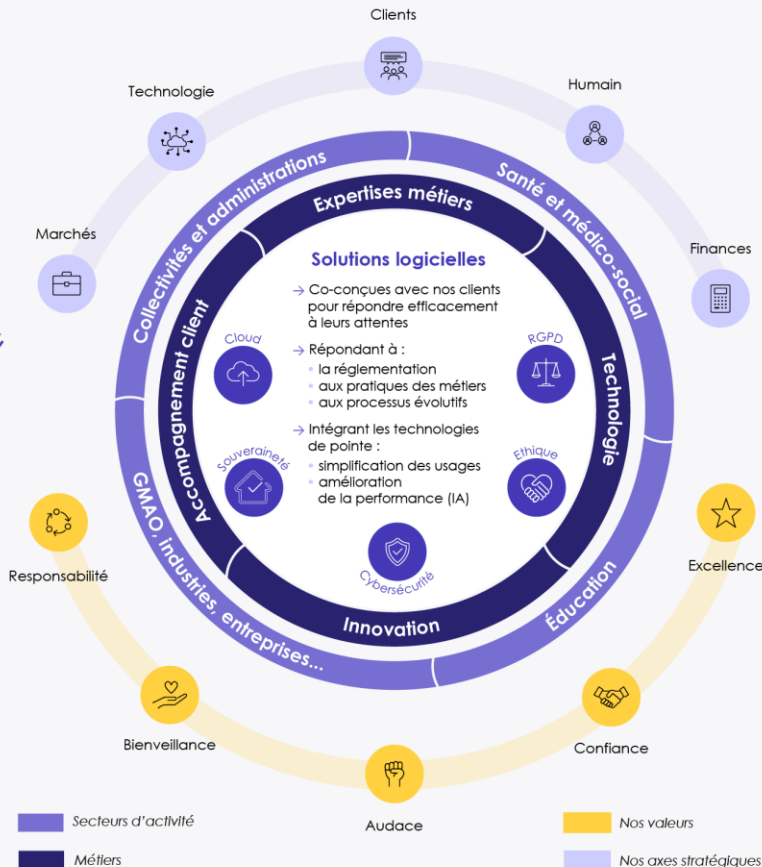 Clients
Technologie
Humain
Marchés
Finances
Collectivités et administrations
Santé et médico-social
Expertises métiers
Accompagnement client
Technologie
Solutions logicielles
→ Co-conçues avec nos clients
pour répondre efficacement
à leurs attentes
Cloud
RGPD
→ Répondant à :
• la réglementation
• aux pratiques des métiers
• aux processus évolutifs
→ Intégrant les technologies
de pointe :
• simplification des usages
• amélioration
de la performance (IA)
Souveraineté
Ethique
Cybersécurité
Innovation
GMAO, industries, entreprises...
Éducation
Responsabilité
Excellence
Bienveillance
Confiance
Audace
Secteurs d'activité
Métiers
Nos valeurs
Nos axes stratégiques